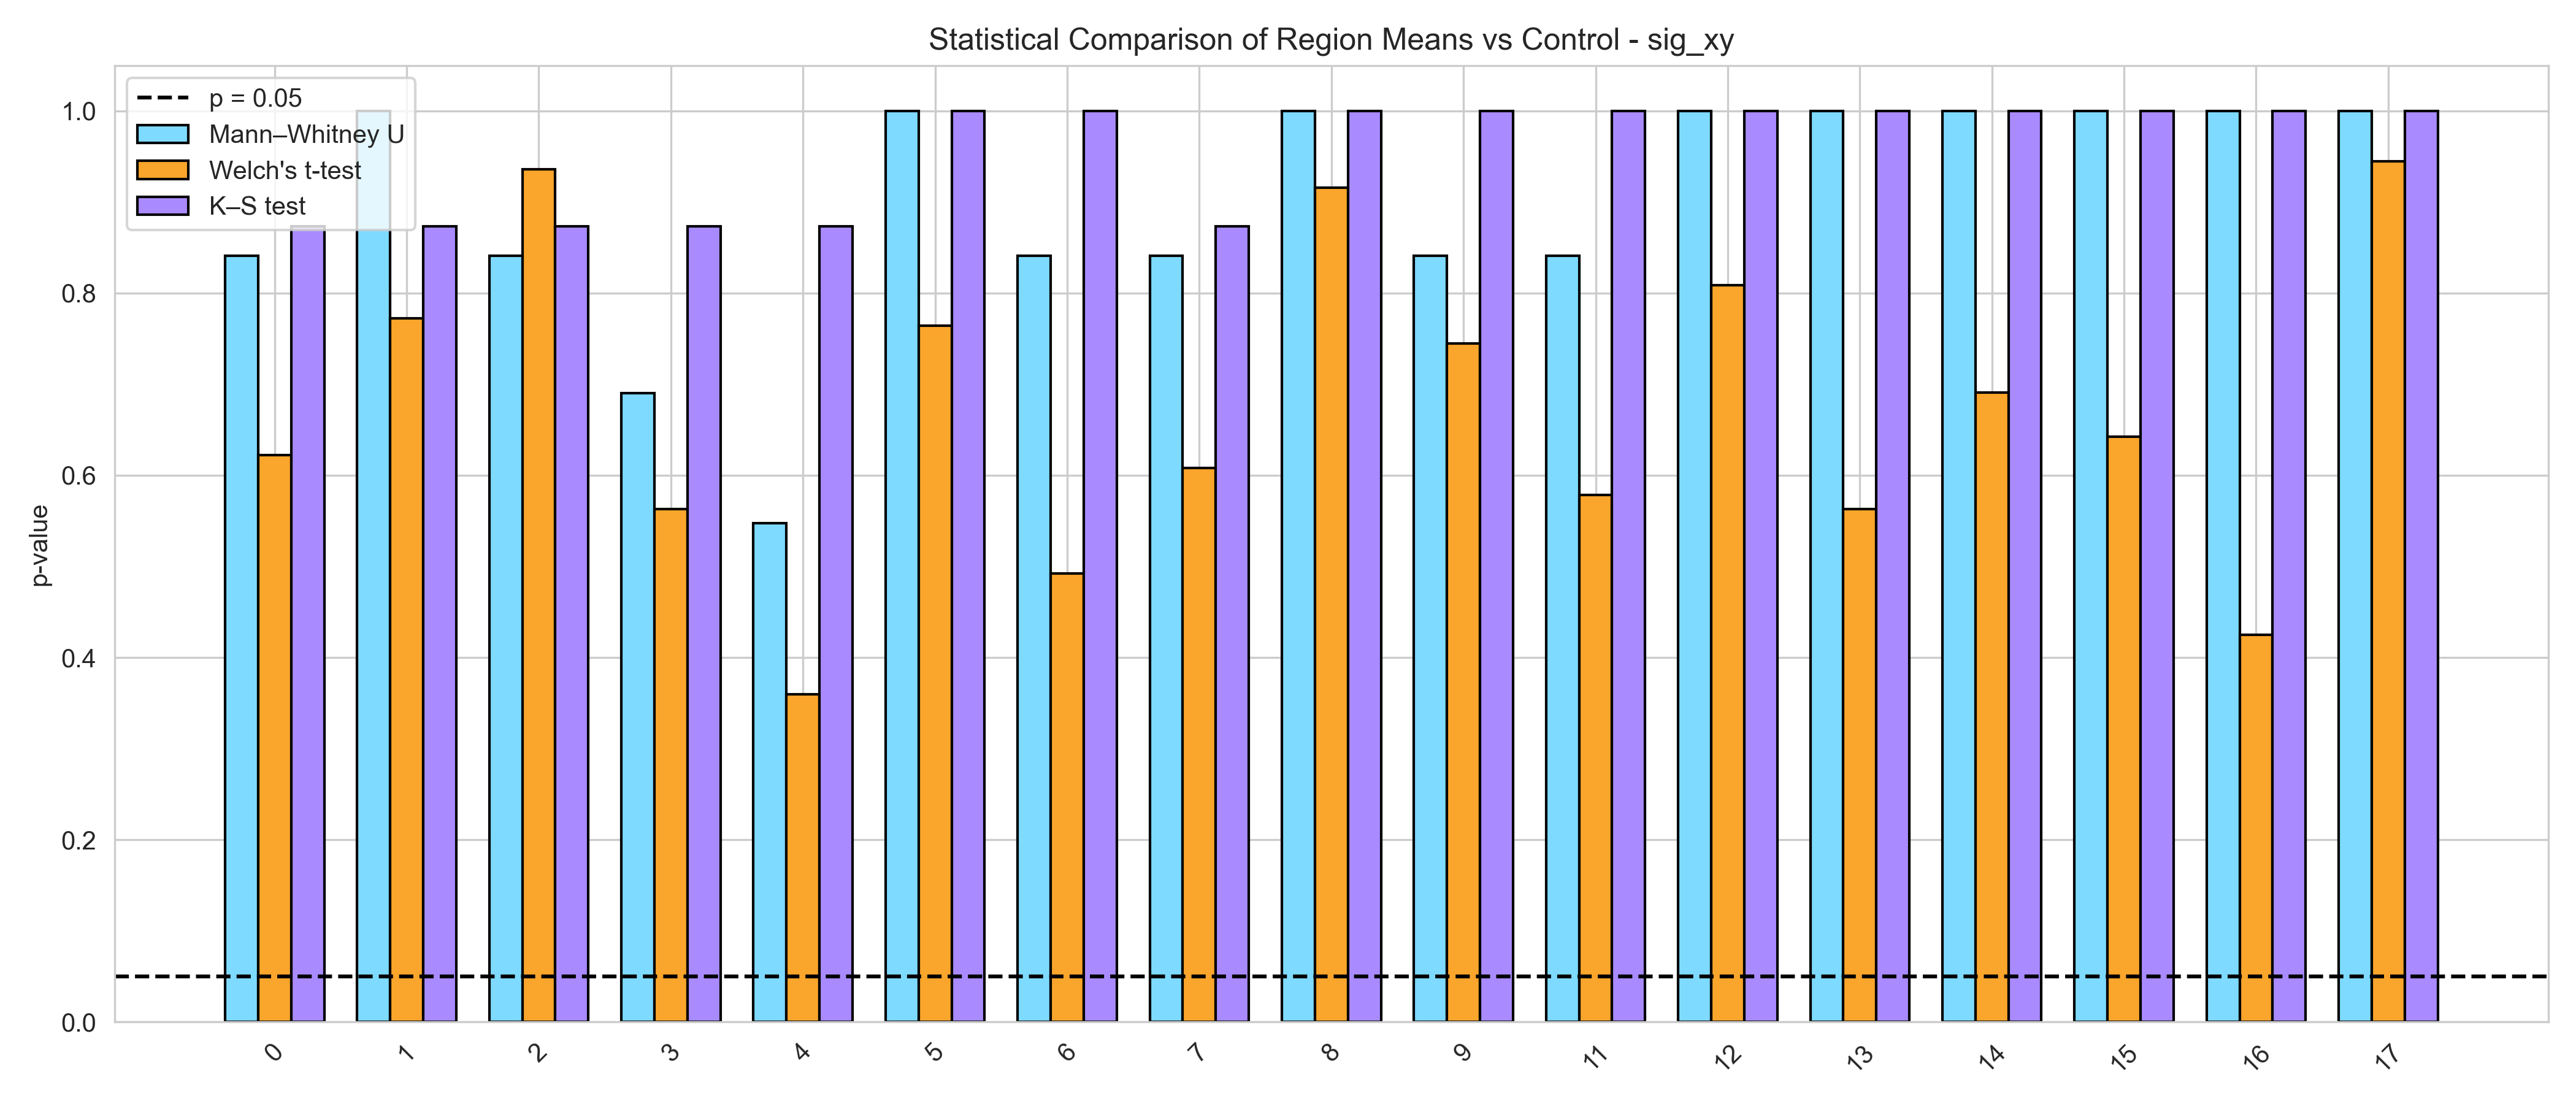 Statistical Comparison of Region Means vs Control - sig_xy
p = 0.05
Mann–Whitney U
Welch's t-test
K–S test
p-value
1.0
0.8
0.6
0.4
0.2
0.0
0 1 2 3 4 5 6 7 8 9 11 12 13 14 15 16 17